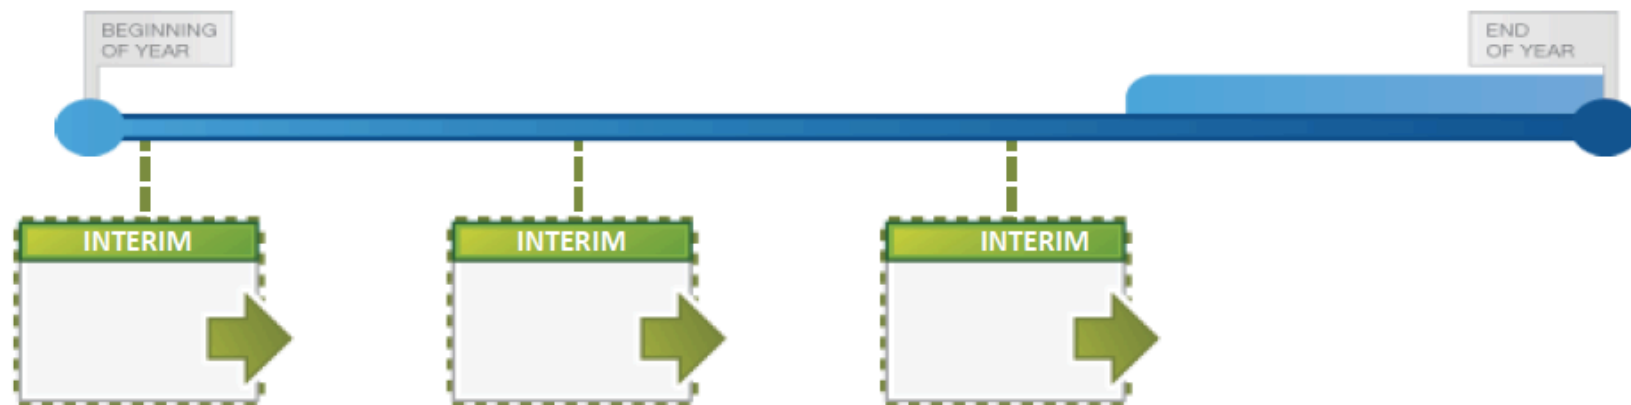 BEGINNING
OF YEAR
END
OF YEAR
INTERIM
INTERIM
INTERIM